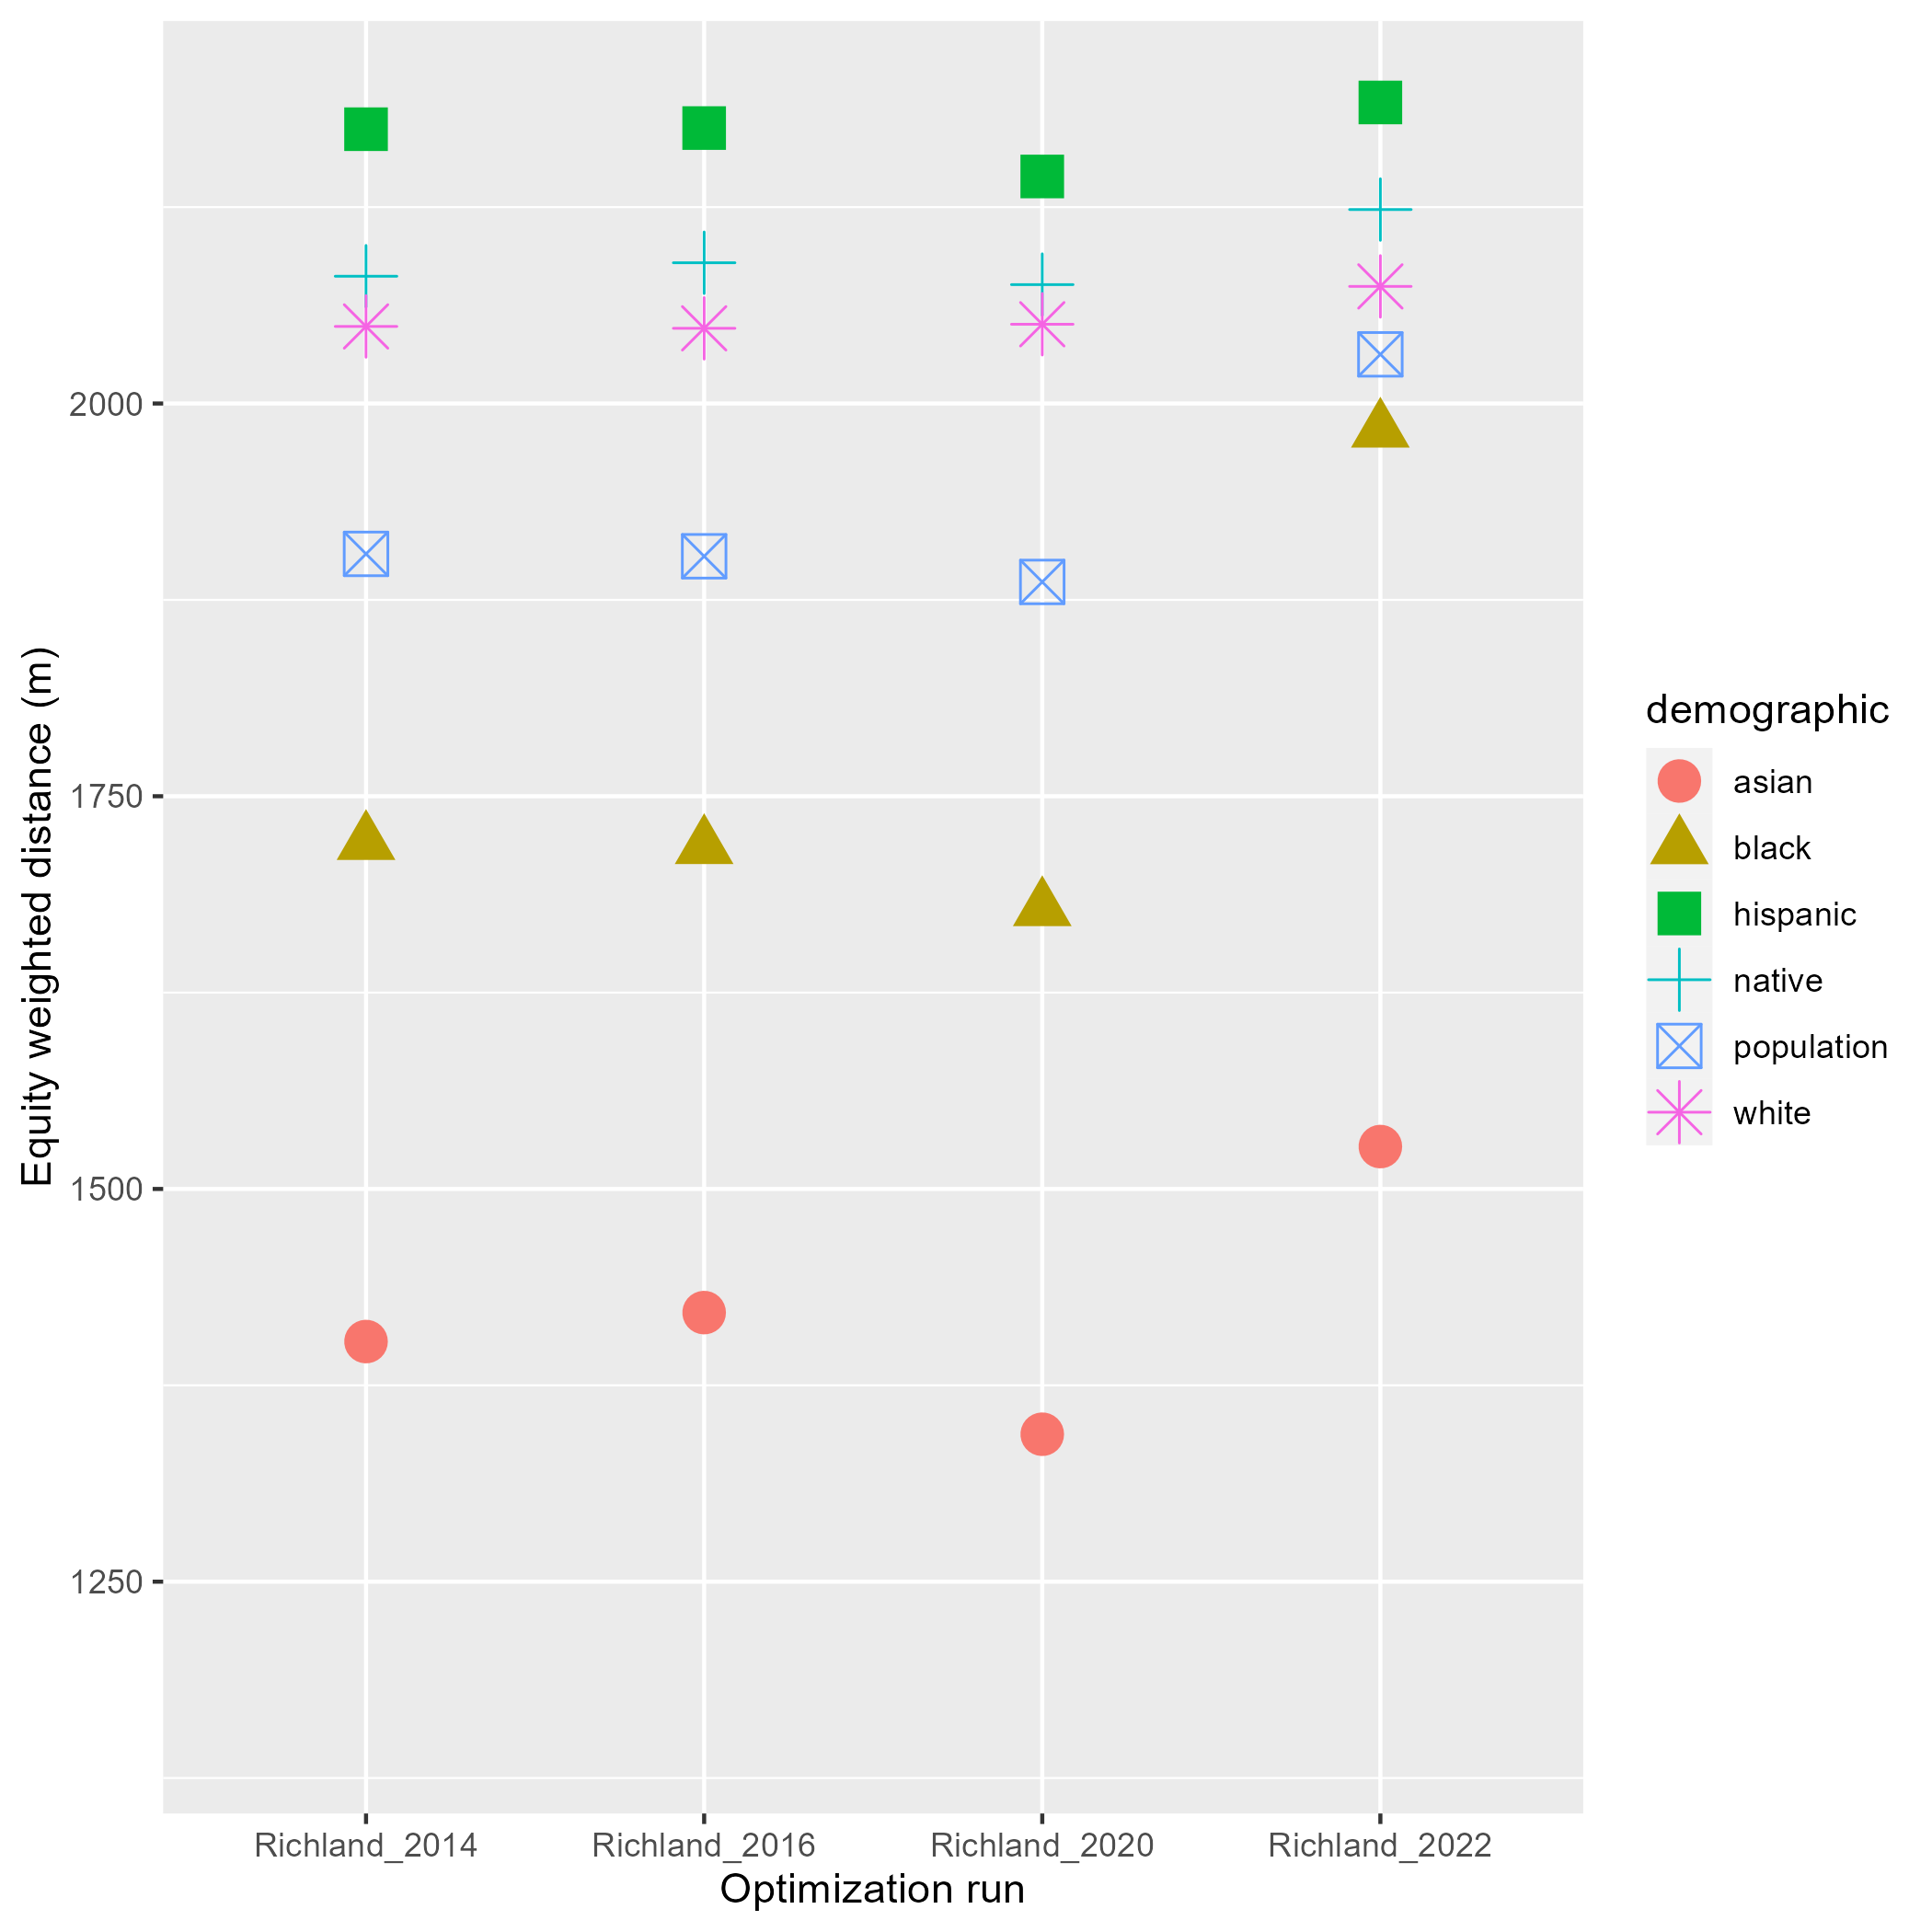 Equity weighted distance (m)
2000
1750
1500
1250
Richland_2014
Richland_2016
Richland_2020
Richland_2022
Optimization run
demographic
asian
black
hispanic
native
population
white